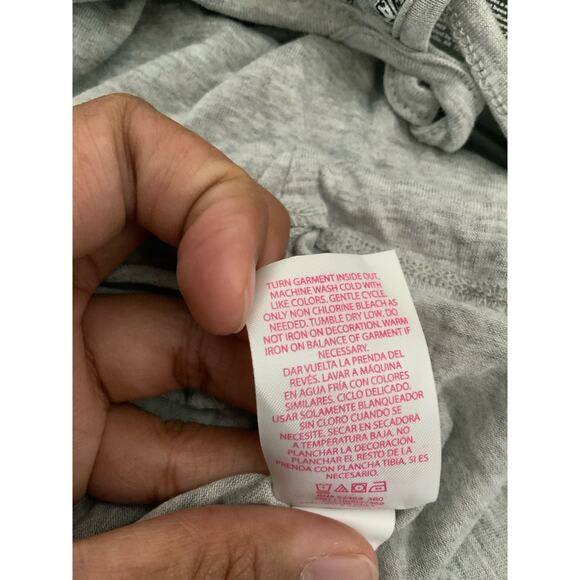 TURN GARMENT INSIDE OUT.
MACHINE WASH COLD WITH
LIKE COLORS. GENTLE CYCLE.
ONLY NON CHLORINE BLEACH AS
NEEDED. TUMBLE DRY LOW. DO
NOT IRON ON DECORATION. WARM
IRON ON BALANCE OF GARMENT IF
NECESSARY.
DAR VUELTA LA PRENDA DEL
REVÉS. LAVAR A MÁQUINA
EN AGUA FRÍA CON COLORES
SIMILARES. CICLO DELICADO.
USAR SOLAMENTE BLANQUEADOR
SIN CLORO CUANDO SE
NECESITE. SECAR EN SECADORA
A TEMPERATURA BAJA. NO
PLANCHAR LA DECORACIÓN.
PLANCHAR EL RESTO DE LA
PRENDA CON PLANCHA TIBIA, SI ES
NECESARIO.